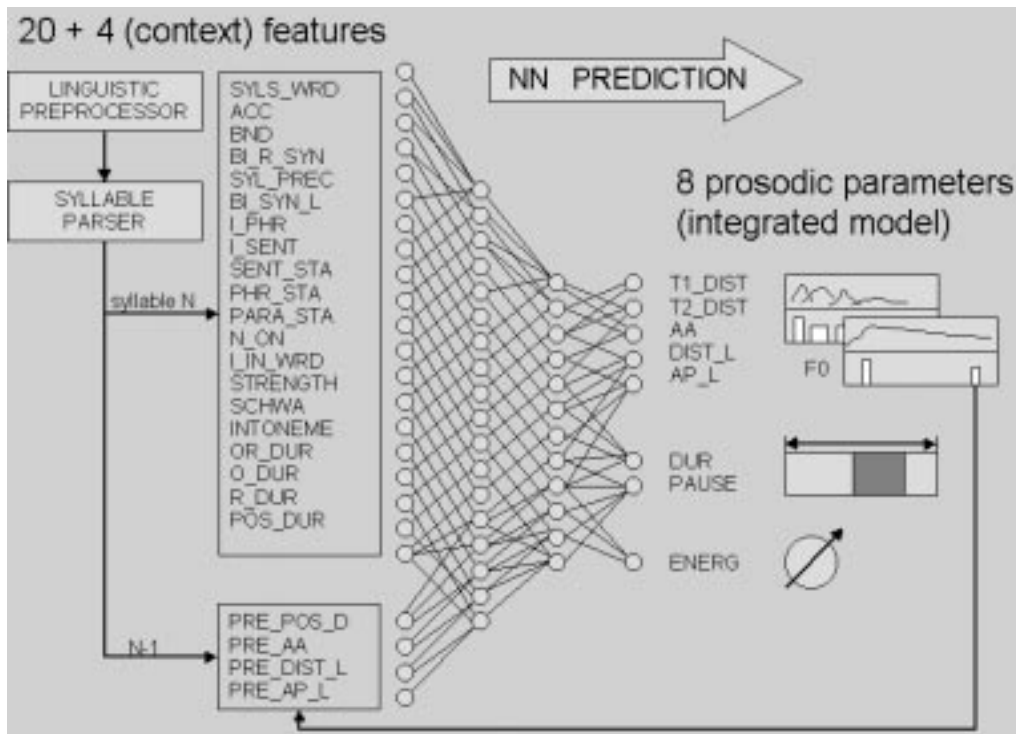 20 + 4 (context) features
NN PREDICTION
LINGUISTIC
PREPROCESSOR
SYLLABLE
PARSER
syllable N
N-1
SYLS_WRD
ACC
BND
BI_R_SYN
SYL_PREC
BI_SYN_L
I_PHR
I_SENT
SENT_STA
PHR_STA
PARA_STA
N_ON
I_IN_WRD
STRENGTH
SCHWA
INTONEME
OR_DUR
O_DUR
R_DUR
POS_DUR
PRE_POS_D
PRE_AA
PRE_DIST_L
PRE_AP_L
8 prosodic parameters
(integrated model)
T1_DIST
T2_DIST
AA
DIST_L
AP_L
F0
DUR
PAUSE
ENERG